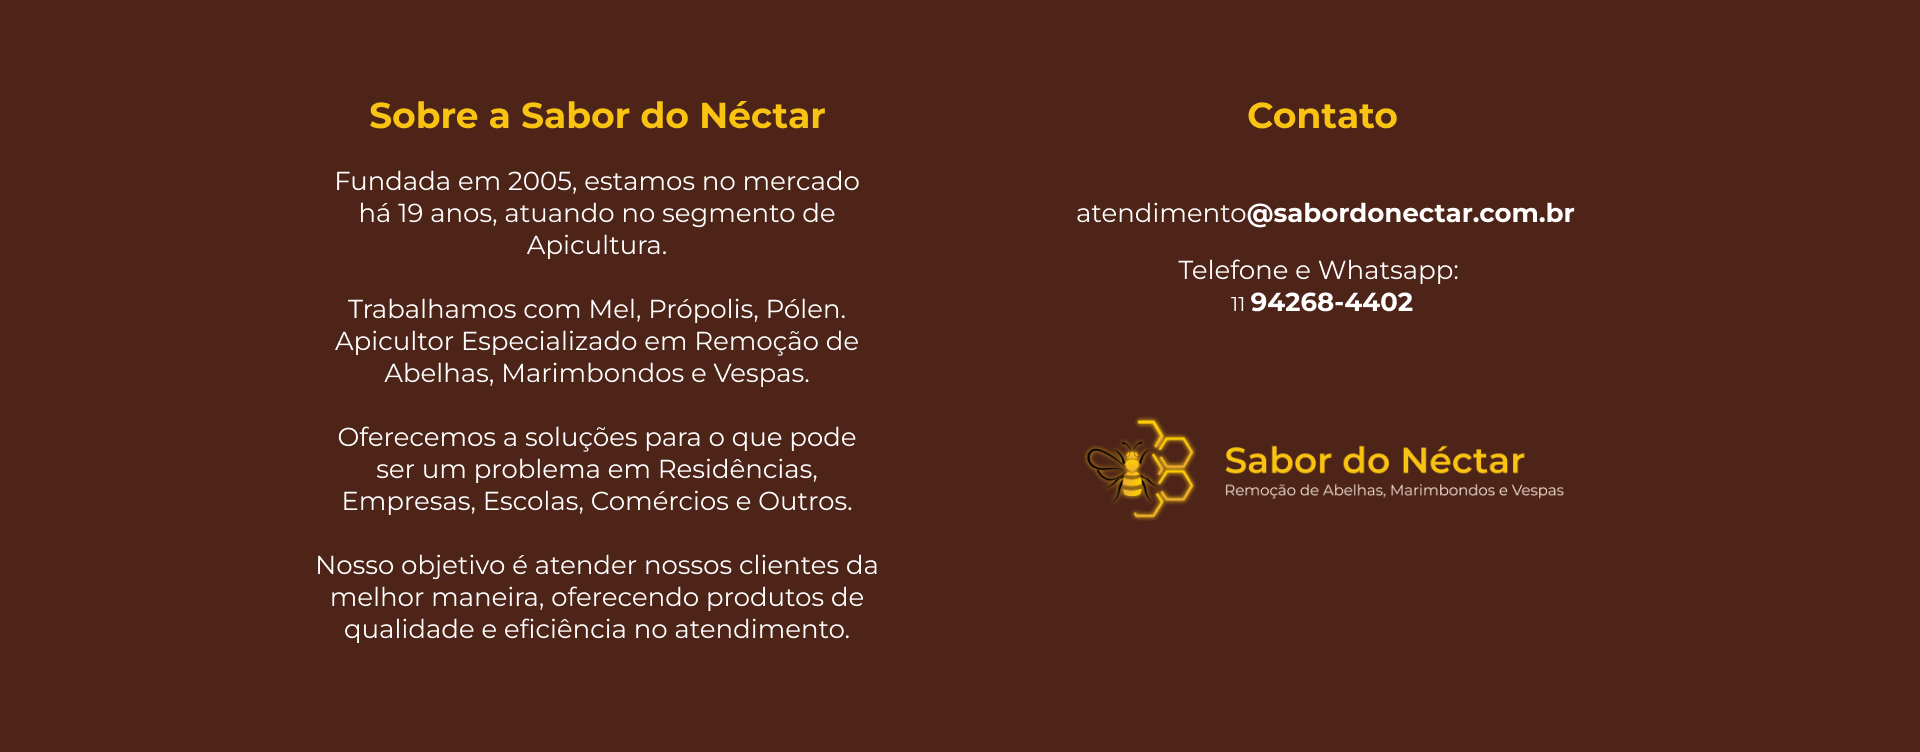 Sobre a Sabor do Néctar
Fundada em 2005, estamos no mercado
há 19 anos, atuando no segmento de
Apicultura.
Trabalhamos com Mel, Própolis, Pólen.
Apicultor Especializado em Remoção de
Abelhas, Marimbondos e Vespas.
Oferecemos a soluções para o que pode
ser um problema em Residências,
Empresas, Escolas, Comércios e Outros.
Nosso objetivo é atender nossos clientes da
melhor maneira, oferecendo produtos de
qualidade e eficiência no atendimento.
Contato
atendimento@sabordonectar.com.br
Telefone e Whatsapp:
11 94268-4402
Sabor do Néctar
Remoção de Abelhas, Marimbondos e Vespas